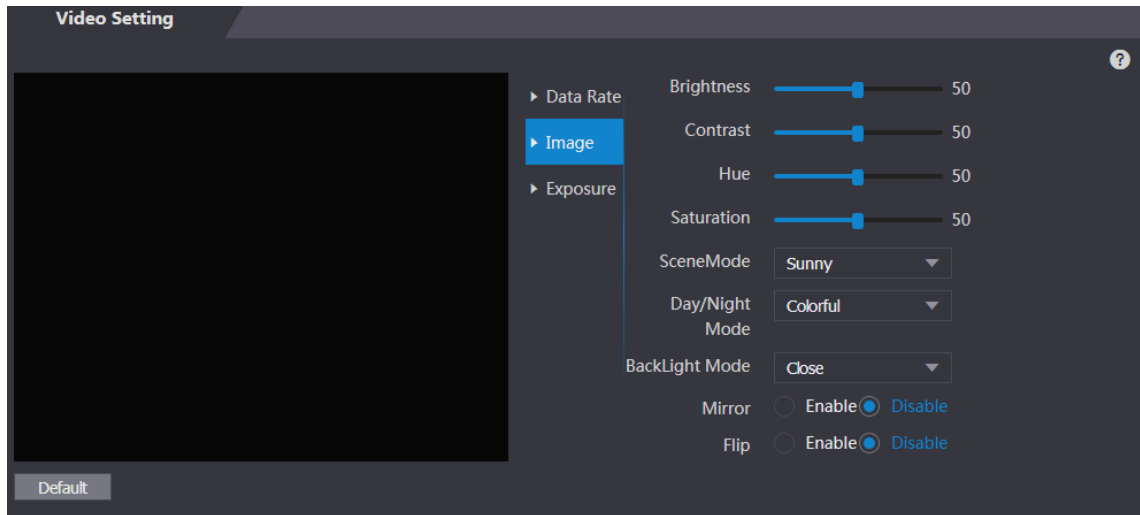 Video Setting
?
Data Rate
Image
Exposure
Brightness 50
Contrast 50
Hue 50
Saturation 50
SceneMode Sunny
Day/Night
Mode
Colorful
BackLight Mode Close
Mirror Enable Disable
Flip Enable Disable
Default